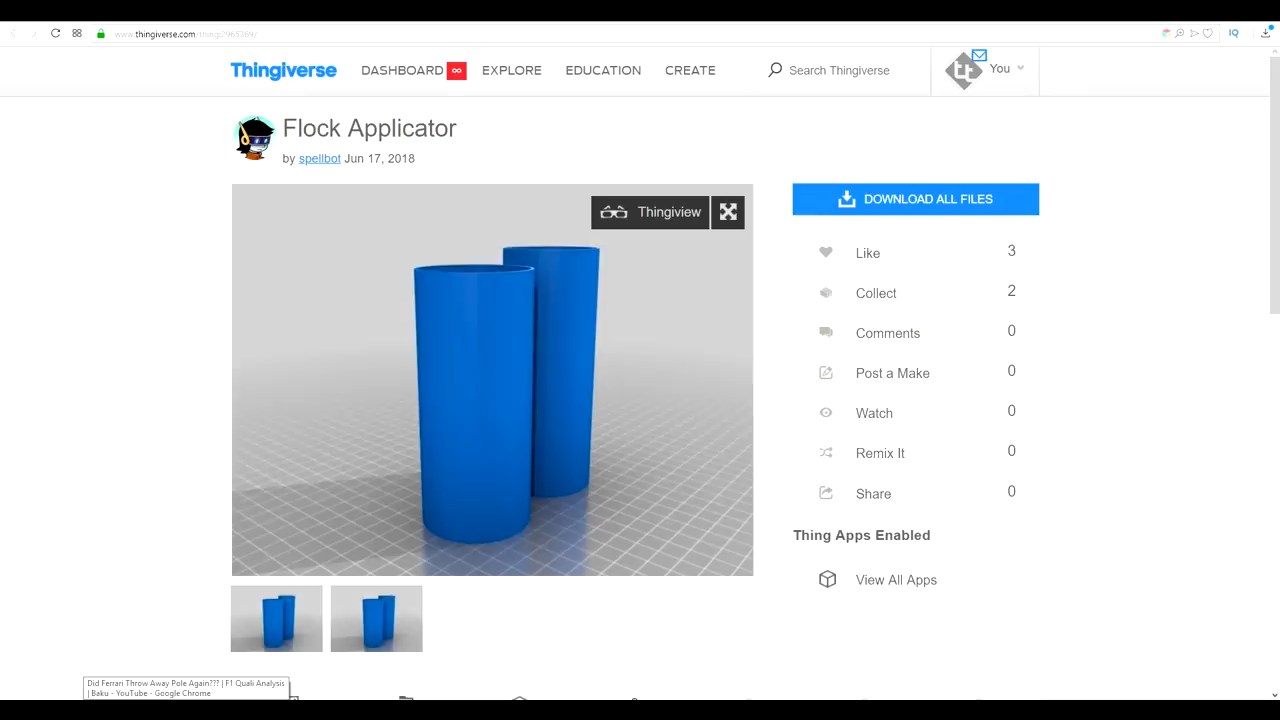 www.thingiverse.com/thing:2965369/
IQ
Thingiverse
DASHBOARD
EXPLORE
EDUCATION
CREATE
Search Thingiverse
You
Flock Applicator
by spellbot Jun 17, 2018
Thingiview
DOWNLOAD ALL FILES
Like 3
Collect 2
Comments 0
Post a Make 0
Watch 0
Remix It 0
Share 0
Thing Apps Enabled
View All Apps
Did Ferrari Throw Away Pole Again??? | F1 Quali Analysis
| Baku - YouTube - Google Chrome